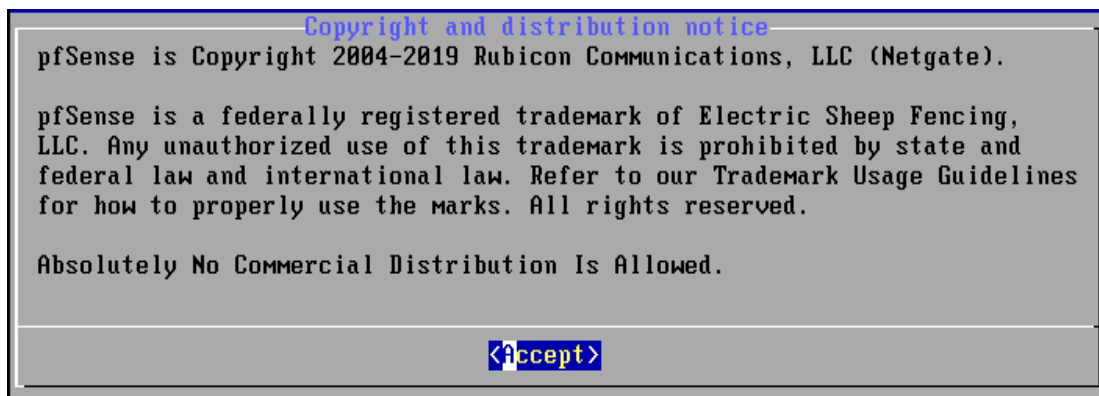 Copyright and distribution notice
pfSense is Copyright 2004-2019 Rubicon Communications, LLC (Netgate).
pfSense is a federally registered trademark of Electric Sheep Fencing,
LLC. Any unauthorized use of this trademark is prohibited by state and
federal law and international law. Refer to our Trademark Usage Guidelines
for how to properly use the marks. All rights reserved.
Absolutely No Commercial Distribution Is Allowed.
<Accept>